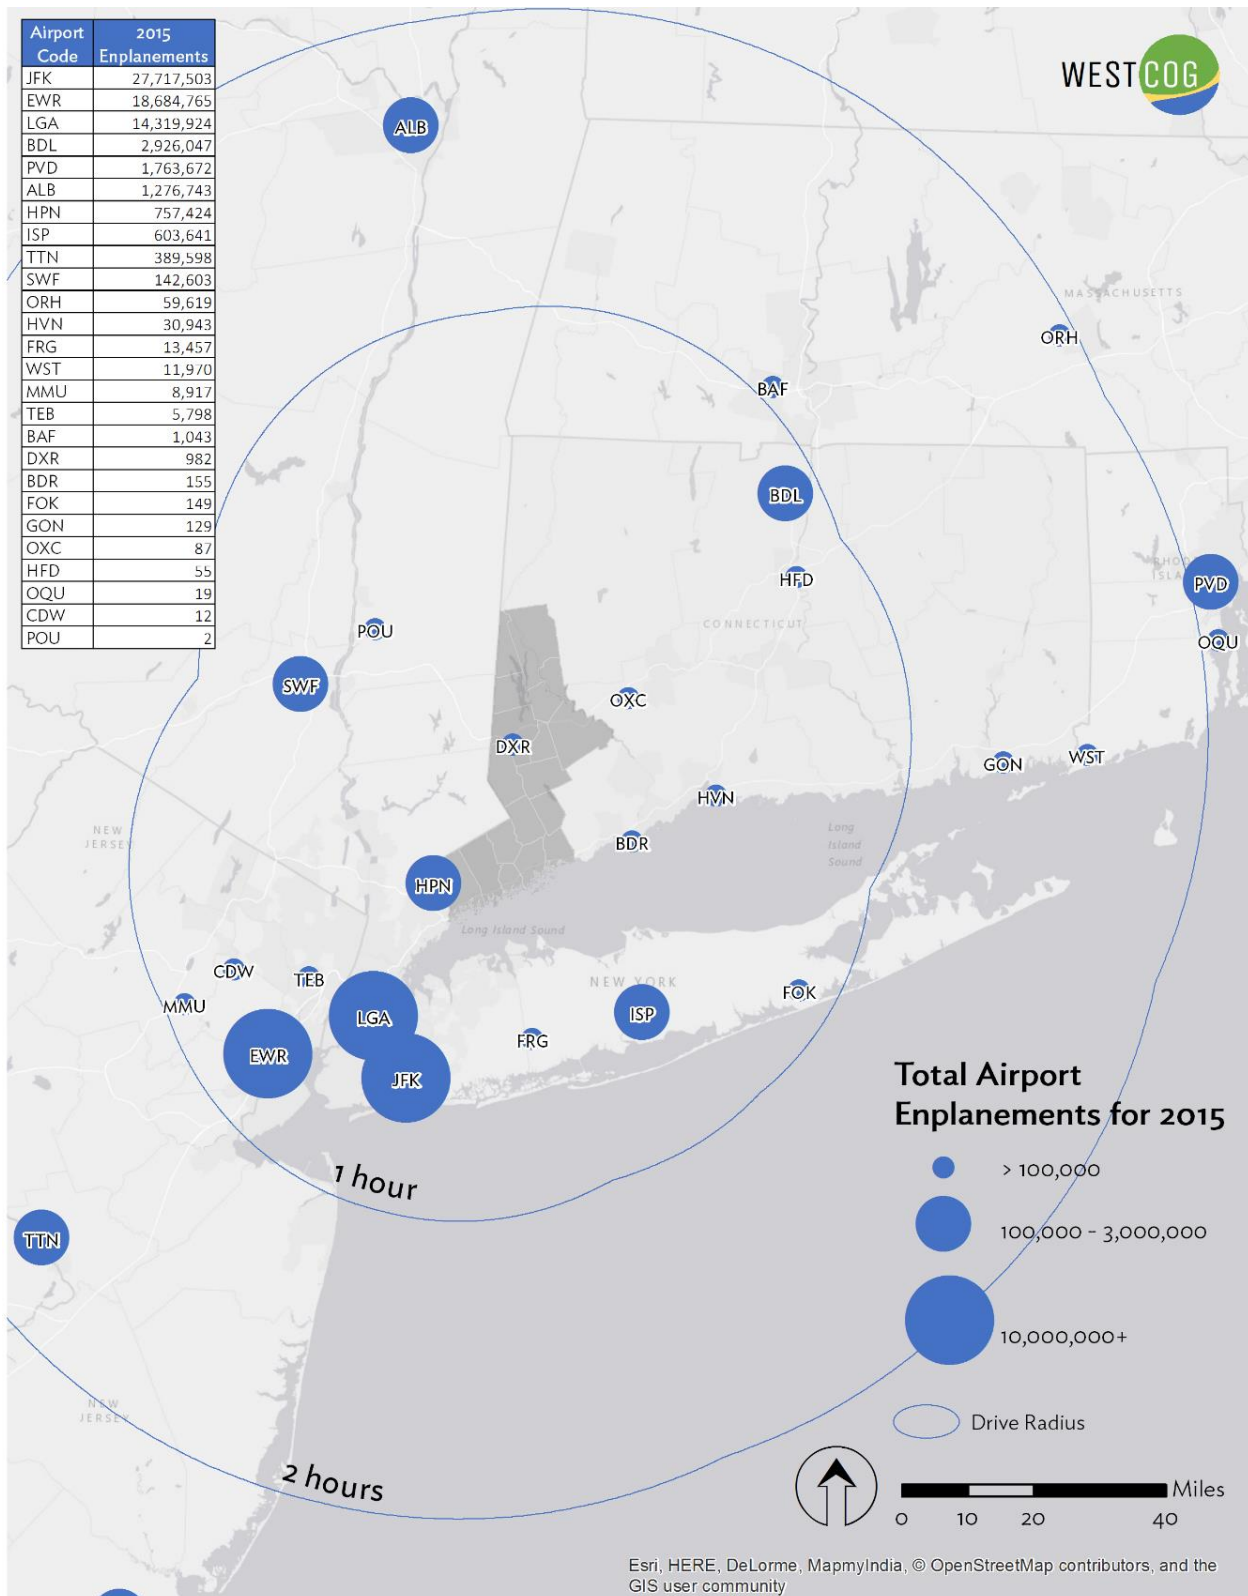 Airport Code 2015 Enplanements
JFK 27,717,503
EWR 18,684,765
LGA 14,319,924
BDL 2,926,047
PVD 1,763,672
ALB 1,276,743
HPN 757,424
ISP 603,641
TTN 389,598
SWF 142,603
ORH 59,619
HVN 30,943
FRG 13,457
WST 11,970
MMU 8,917
TEB 5,798
BAF 1,043
DXR 982
BDR 155
FOK 149
GON 129
OXC 87
HFD 55
OQU 19
CDW 12
POU 2
WESTCOG
ALB
MASSACHUSETTS
ORH
BAF
BDL
HFD
RHODE
ISLAND
PVD
CONNECTICUT
POU
OQU
SWF
OXC
DXR
WST
GON
HVN
NEW
JERSEY
BDR
Long
Island
Sound
HPN
Long Island Sound
CDW
TEB
NEW YORK
FOK
MMU
LGA
ISP
FRG
EWR
JFK
Total Airport
Enplanements for 2015
> 100,000
1 hour
100,000 - 3,000,000
TTN
10,000,000+
NEW
JERSEY
Drive Radius
2 hours
Miles
0 10 20 40
Esri, HERE, DeLorme, MapmyIndia, © OpenStreetMap contributors, and the
GIS user community